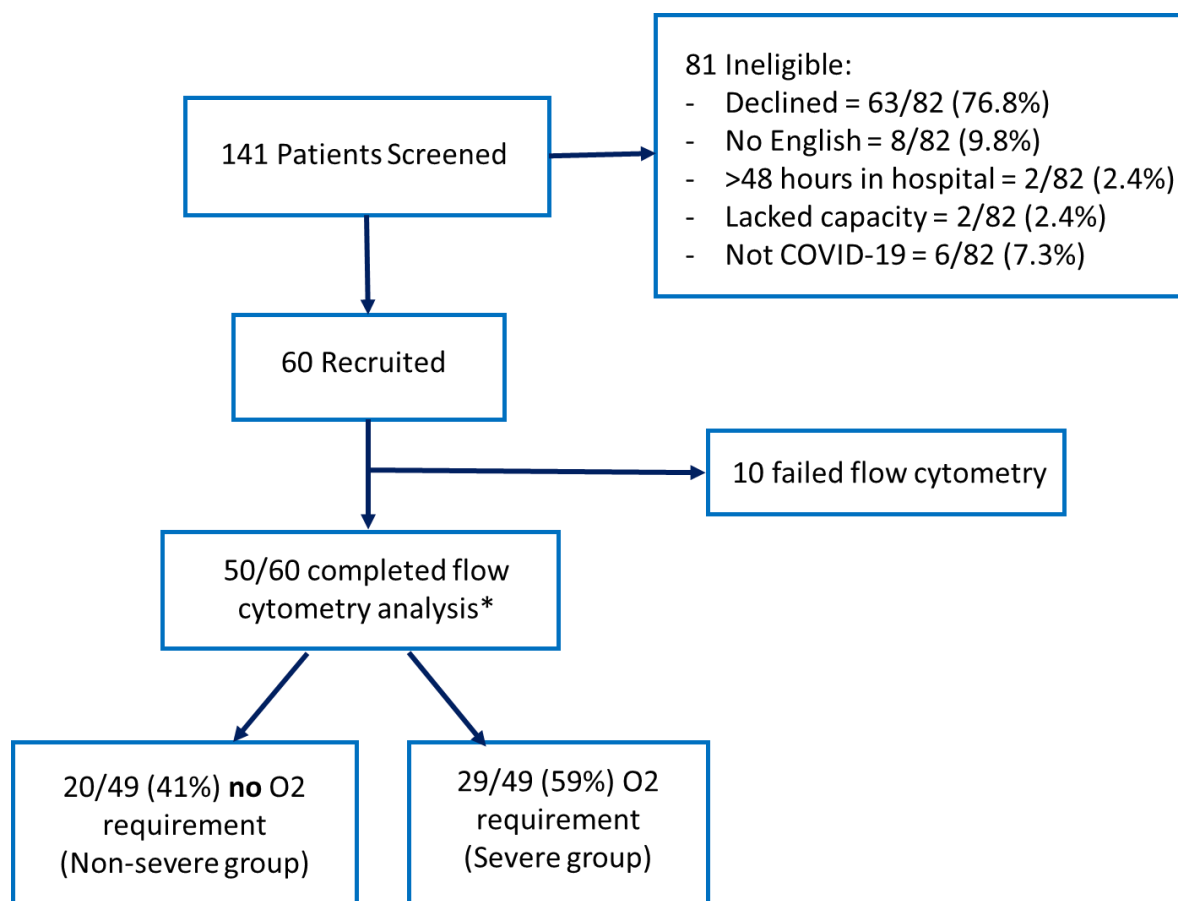 141 Patients Screened
81 Ineligible:
- Declined = 63/82 (76.8%)
- No English = 8/82 (9.8%)
- >48 hours in hospital = 2/82 (2.4%)
- Lacked capacity = 2/82 (2.4%)
- Not COVID-19 = 6/82 (7.3%)
60 Recruited
10 failed flow cytometry
50/60 completed flow
cytometry analysis*
20/49 (41%) no O2
requirement
(Non-severe group)
29/49 (59%) O2
requirement
(Severe group)